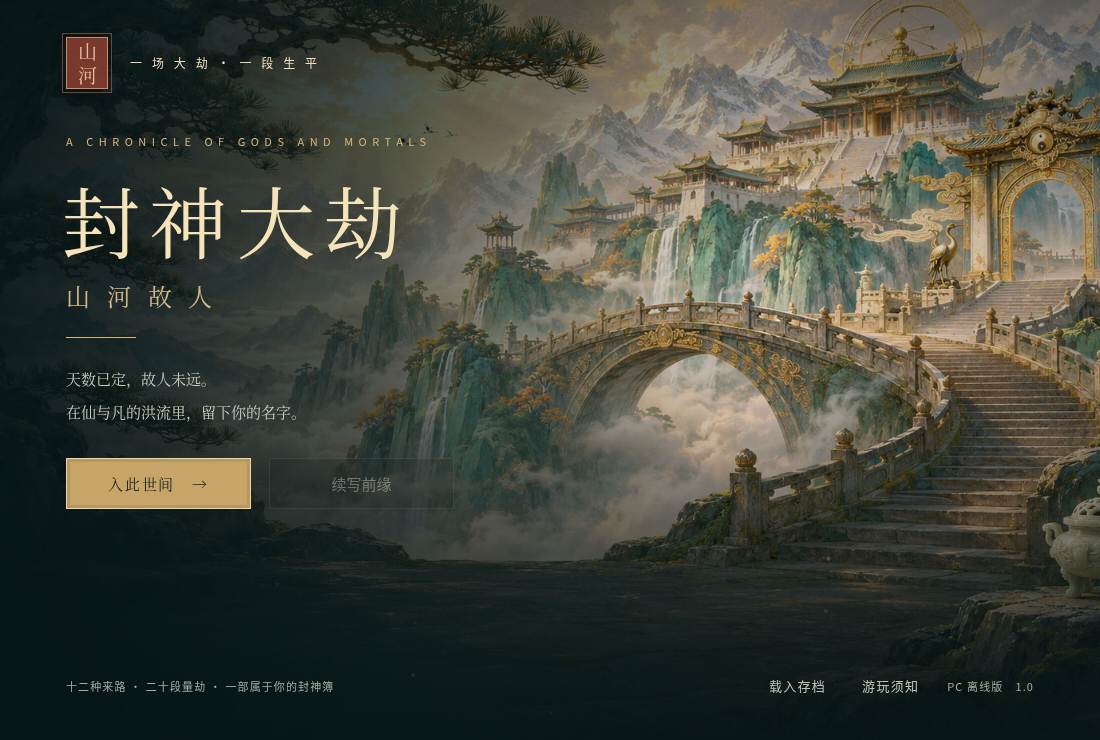 山河
一场大劫·一段生平
A CHRONICLE OF GODS AND MORTALS
封神大劫
山河故人
天数已定，故人未远。
在仙与凡的洪流里，留下你的名字。
入此世间 →
续写前缘
十二种来路 · 二十段量劫 · 一部属于你的封神簿
载入存档
游玩须知
PC 离线版 1.0